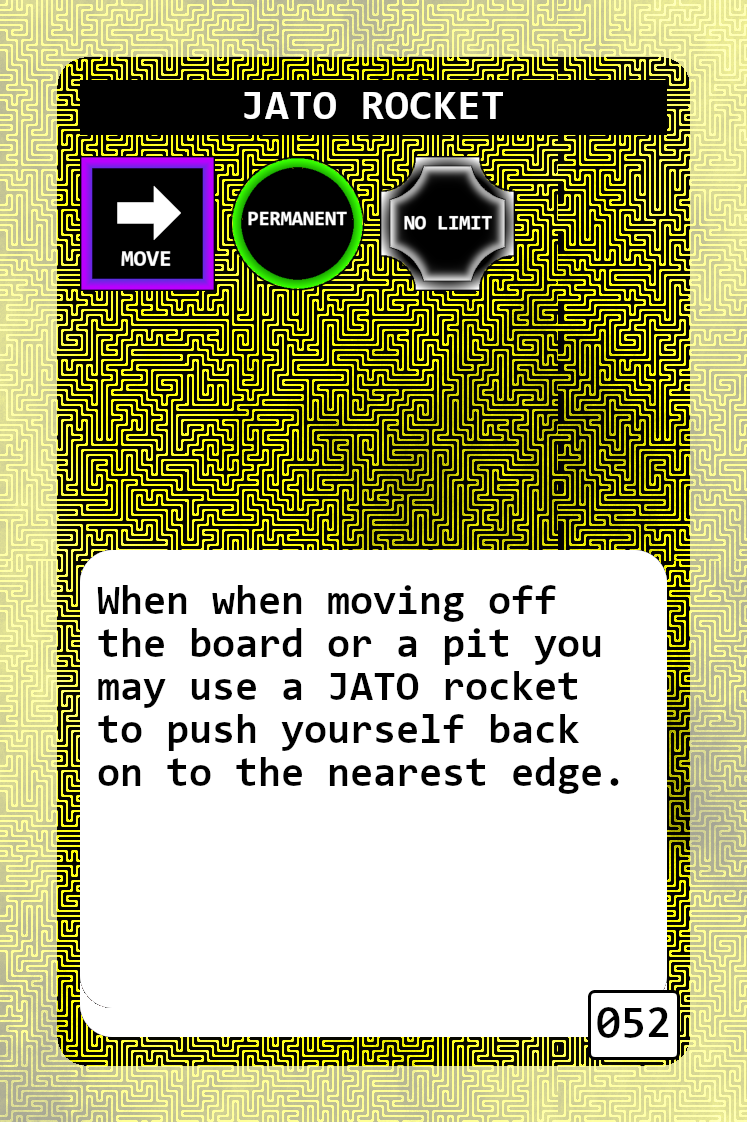 JATO ROCKET
MOVE
PERMANENT
NO LIMIT
When when moving off
the board or a pit you
may use a JATO rocket
to push yourself back
on to the nearest edge.
052